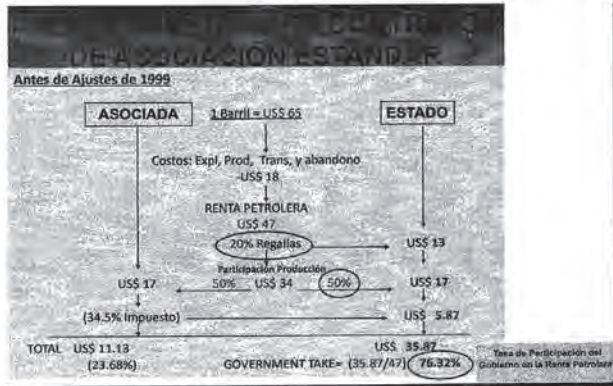 DE ASOCIACIÓN ESTÁNDAR
Antes de Ajustes de 1999
ASOCIADA
1 Barril = US$ 65
ESTADO
Costos: Expl, Prod, Trans, y abandono
-US$ 18
RENTA PETROLERA
US$ 47
20% Regalías
US$ 13
Participación Producción
US$ 17
50%
US$ 34
50%
US$ 17
(34.5% Impuesto)
US$ 5.87
TOTAL US$ 11.13
US$ 35.87
(23.68%)
GOVERNMENT TAKE= (35.87/47) 76.32%
Tasa de Participación del
Gobierno en la Renta Petrolera